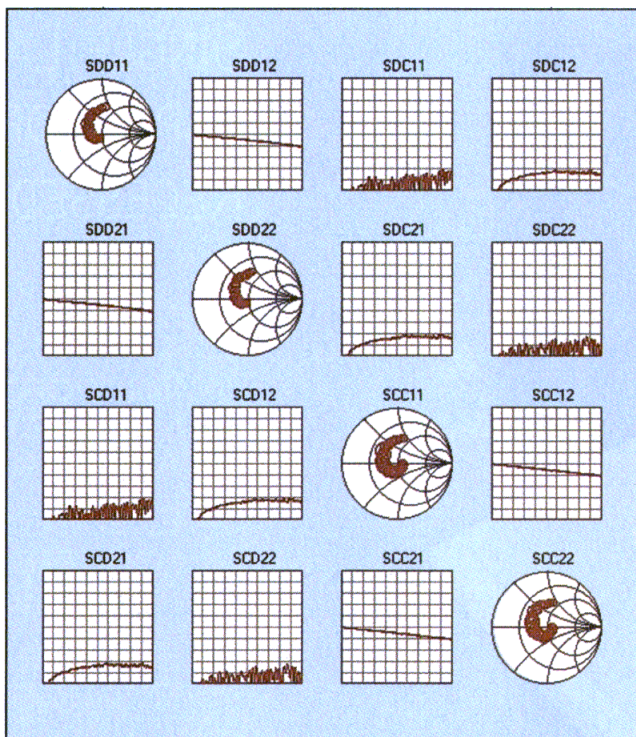 SDD11 SDD12 SDC11 SDC12
SDD21 SDD22 SDC21 SDC22
SCD11 SCD12 SCC11 SCC12
SCD21 SCD22 SCC21 SCC22